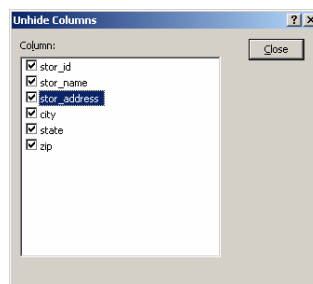 Unhide Columns
Column:
Close
stor_id
stor_name
stor_address
city
state
zip